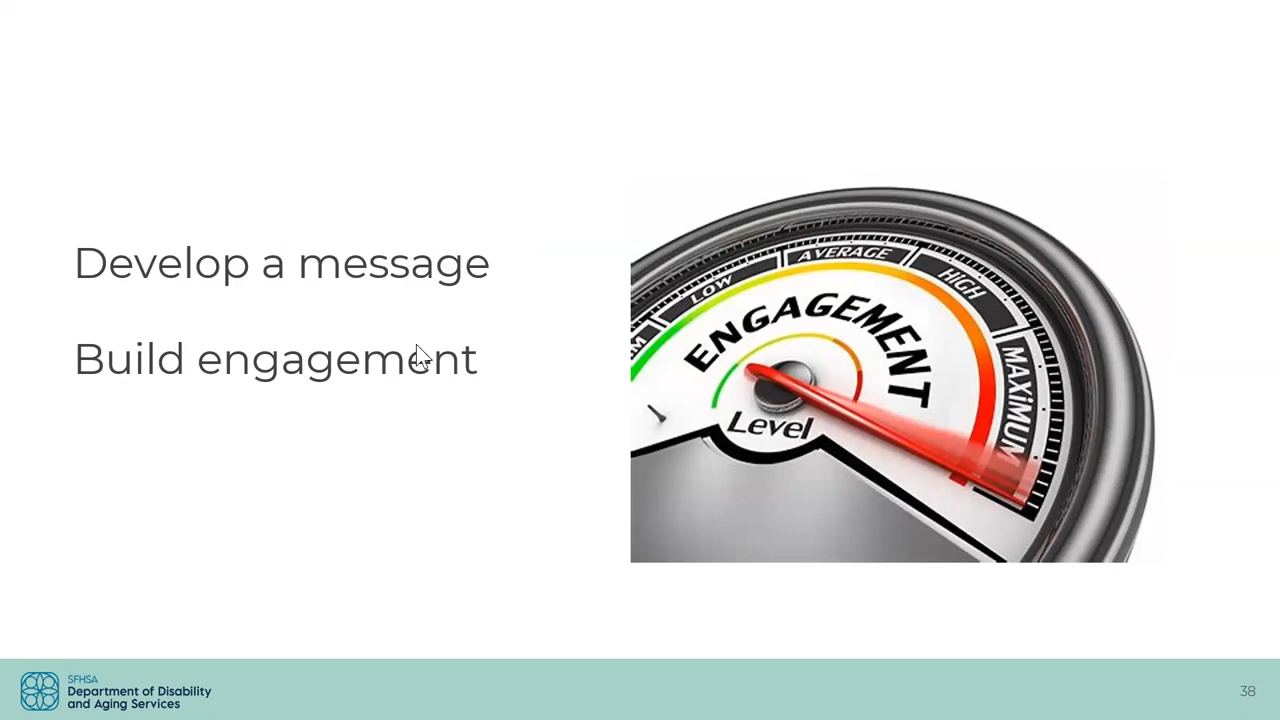 Develop a message
Build engagement
LOW
AVERAGE
HIGH
MAXiMUM
ENGAGEMENT
Level
SFHSA
Department of Disability
and Aging Services
38